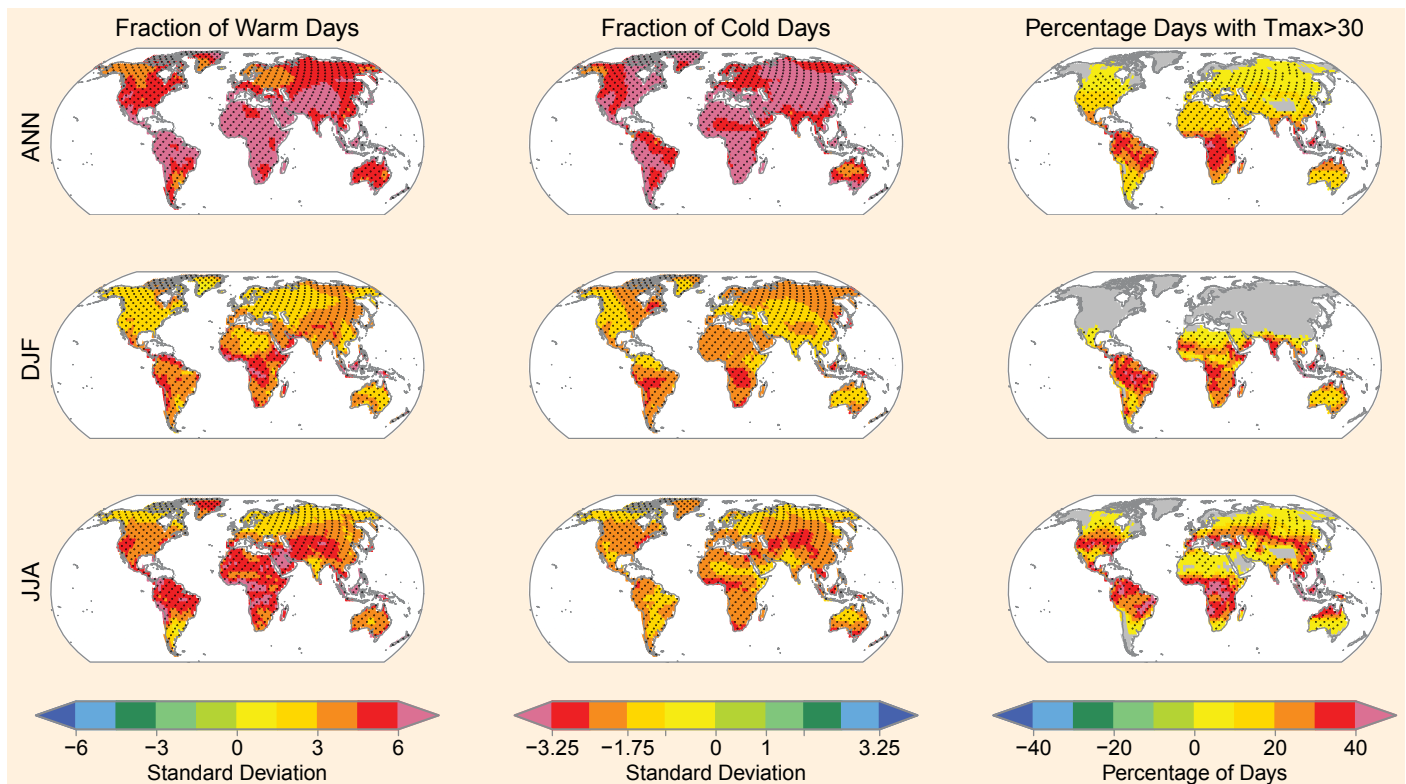 Fraction of Warm Days
Fraction of Cold Days
Percentage Days with Tmax>30
ANN
DJF
JJA
−6 −3 0 3 6
Standard Deviation
−3.25 −1.75 0 1 3.25
Standard Deviation
−40 −20 0 20 40
Percentage of Days